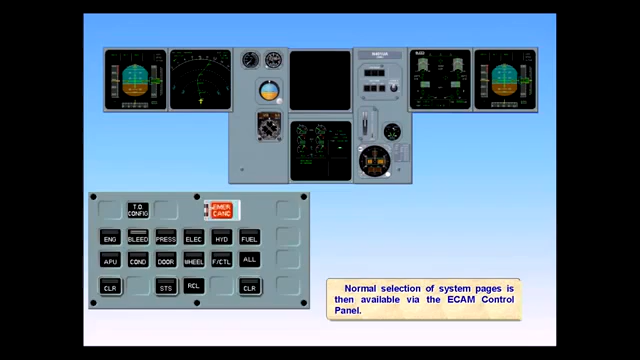 T.O.
CONFIG
EMER
CANC
ENG BLEED PRESS ELEC HYD FUEL
APU COND DOOR WHEEL F/CTL ALL
CLR STS RCL CLR
Normal selection of system pages is
then available via the ECAM Control
Panel.